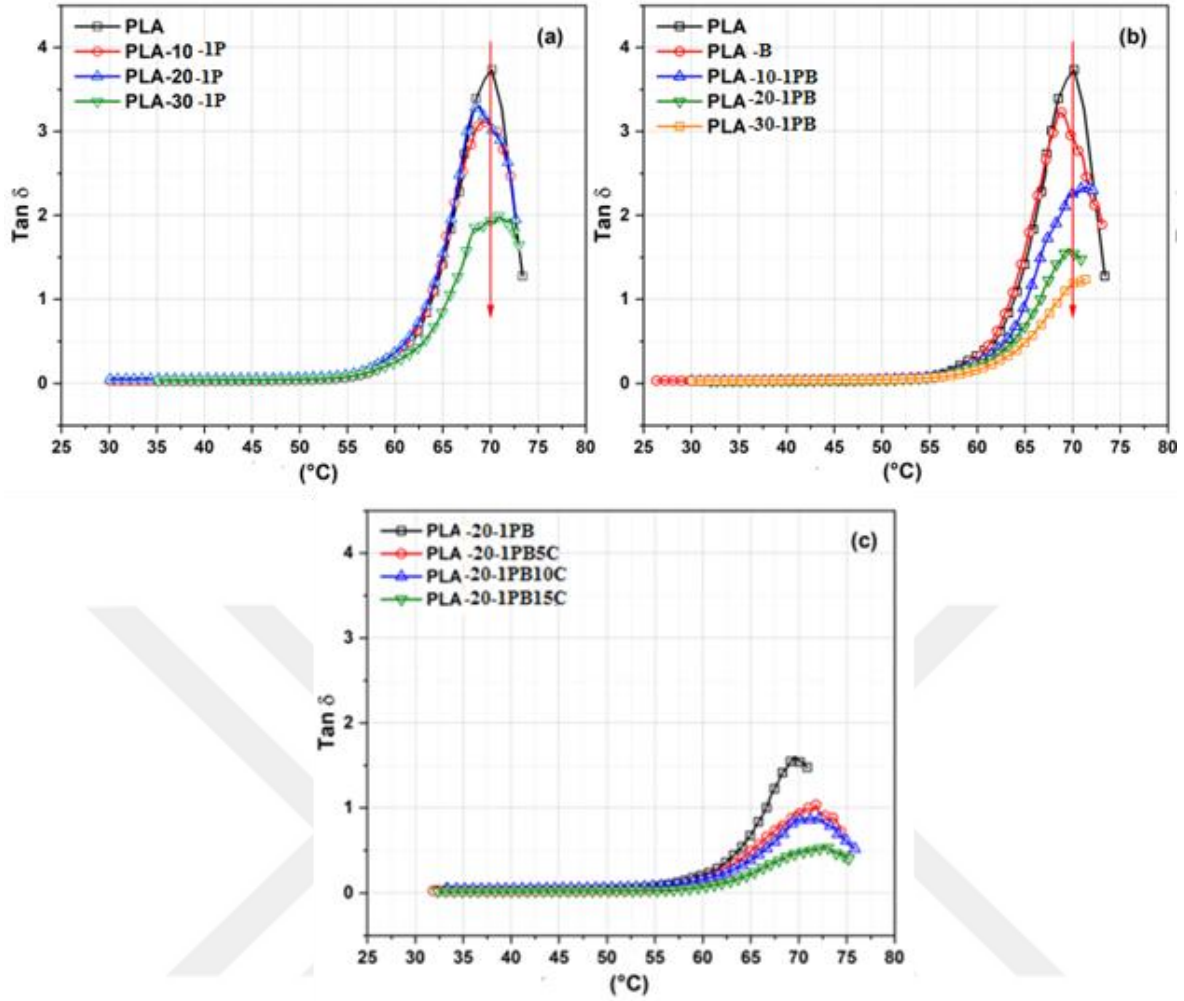 PLA
PLA-10 -1P
PLA-20 -1P
PLA-30 -1P
(a)
4
3
2
1
0
Tan δ
25 30 35 40 45 50 55 60 65 70 75 80
(°C)
PLA
PLA -B
PLA -10-1PB
PLA -20-1PB
PLA -30-1PB
(b)
4
3
2
1
0
Tan δ
25 30 35 40 45 50 55 60 65 70 75 80
(°C)
PLA -20-1PB
PLA -20-1PB5C
PLA -20-1PB10C
PLA -20-1PB15C
(c)
4
3
2
1
0
Tan δ
25 30 35 40 45 50 55 60 65 70 75 80
(°C)